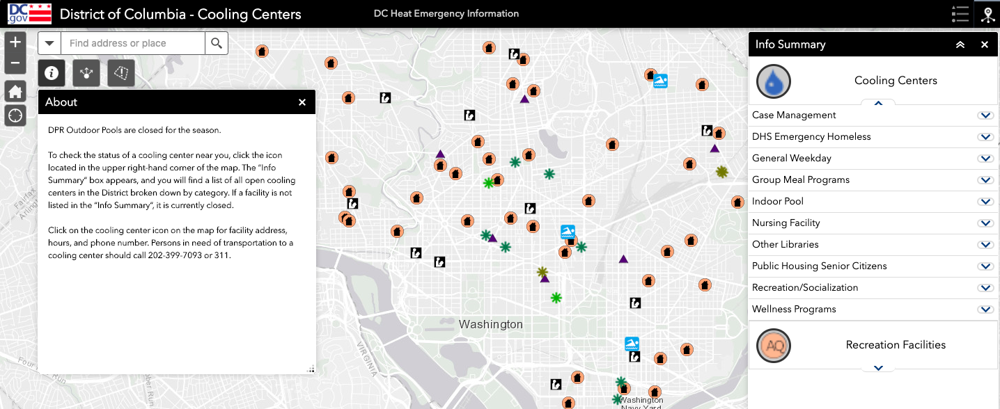 DC
.gov
District of Columbia - Cooling Centers
DC Heat Emergency Information
Find address or place
About
DPR Outdoor Pools are closed for the season.
To check the status of a cooling center near you, click the icon
located in the upper right-hand corner of the map. The "Info
Summary" box appears, and you will find a list of all open cooling
centers in the District broken down by category. If a facility is not
listed in the "Info Summary", it is currently closed.
Click on the cooling center icon on the map for facility address,
hours, and phone number. Persons in need of transportation to a
cooling center should call 202-399-7093 or 311.
Fairfax
Arling
Four
Run
VIRGINIA
Washington
Washington
Navy Yard
Info Summary
Cooling Centers
Case Management
DHS Emergency Homeless
General Weekday
Group Meal Programs
Indoor Pool
Nursing Facility
Other Libraries
Public Housing Senior Citizens
Recreation/Socialization
Wellness Programs
AQ
Recreation Facilities